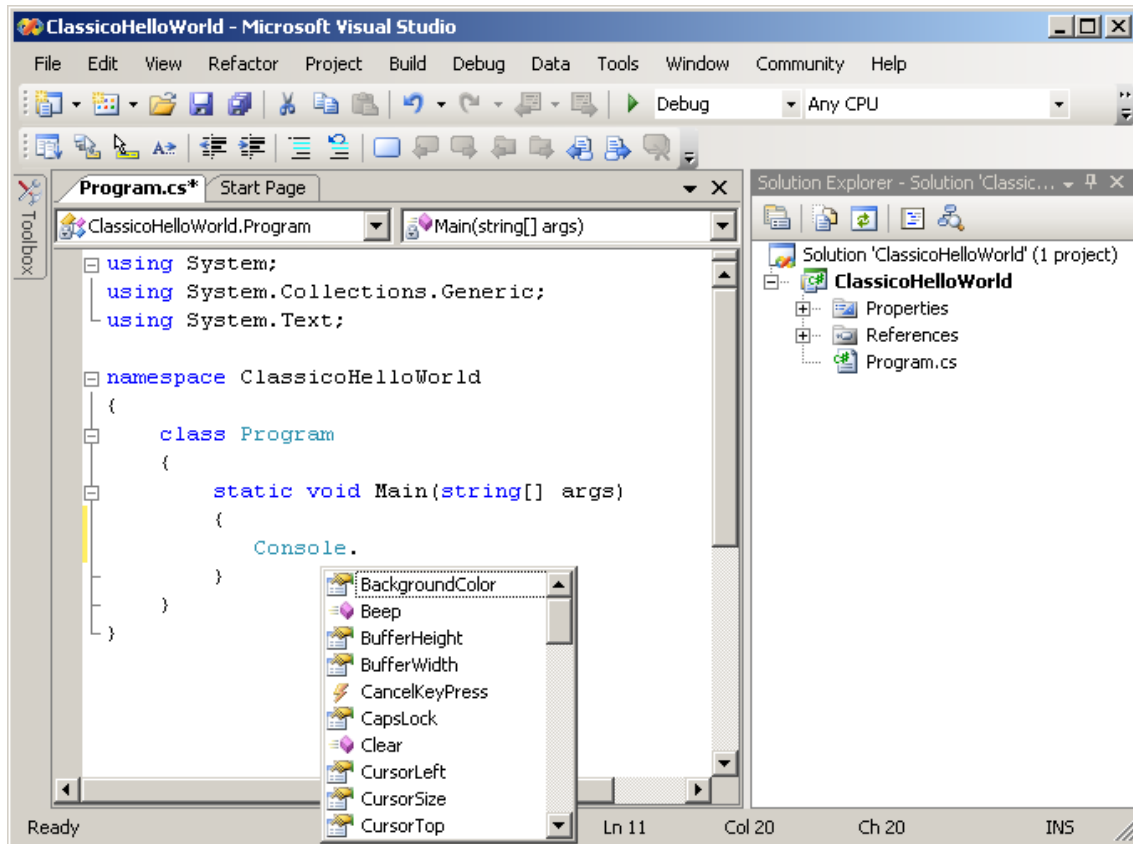 ClassicoHelloWorld - Microsoft Visual Studio
File Edit View Refactor Project Build Debug Data Tools Window Community Help
Debug Any CPU
Toolbox
Program.cs* Start Page
ClassicoHelloWorld.Program Main(string[] args)
using System;
using System.Collections.Generic;
using System.Text;
namespace ClassicoHelloWorld
{
class Program
{
static void Main(string[] args)
{
Console.
}
}
}
BackgroundColor
Beep
BufferHeight
BufferWidth
CancelKeyPress
CapsLock
Clear
CursorLeft
CursorSize
CursorTop
Solution Explorer - Solution 'Classic...
Solution 'ClassicoHelloWorld' (1 project)
ClassicoHelloWorld
Properties
References
Program.cs
Ready Ln 11 Col 20 Ch 20 INS